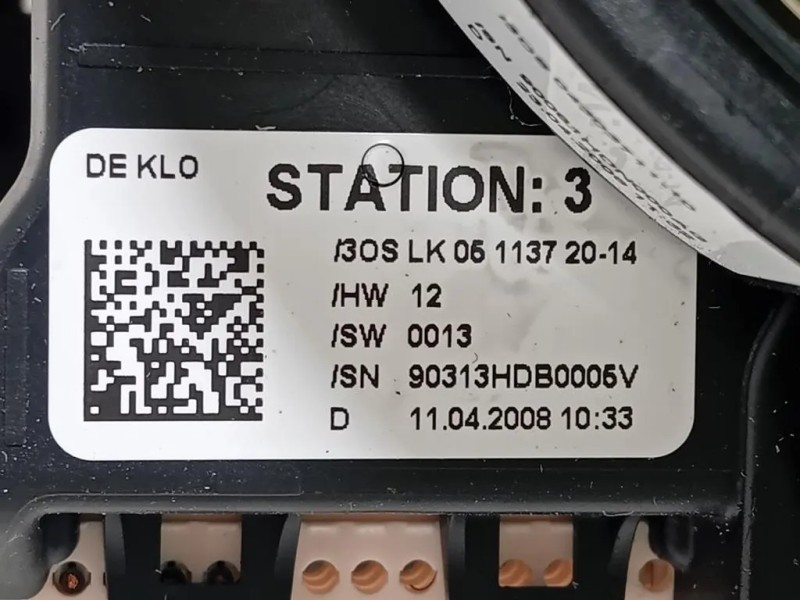 DE KLO
STATION: 3
/3OS LK 05 1137 20-14
/HW 12
/SW 0013
/SN 90313HDB0005V
D 11.04.2008 10:33